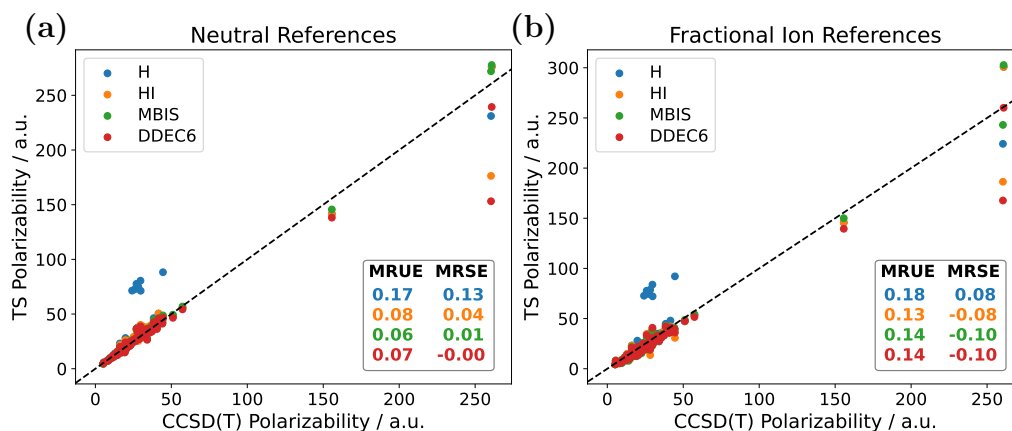 (a)
Neutral References
TS Polarizability / a.u.
250
200
150
100
50
0
H
HI
MBIS
DDEC6
MRUE MRSE
0.17 0.13
0.08 0.04
0.06 0.01
0.07 -0.00
0 50 100 150 200 250
CCSD(T) Polarizability / a.u.
(b)
Fractional Ion References
TS Polarizability / a.u.
300
250
200
150
100
50
0
H
HI
MBIS
DDEC6
MRUE MRSE
0.18 0.08
0.13 -0.08
0.14 -0.10
0.14 -0.10
0 50 100 150 200 250
CCSD(T) Polarizability / a.u.